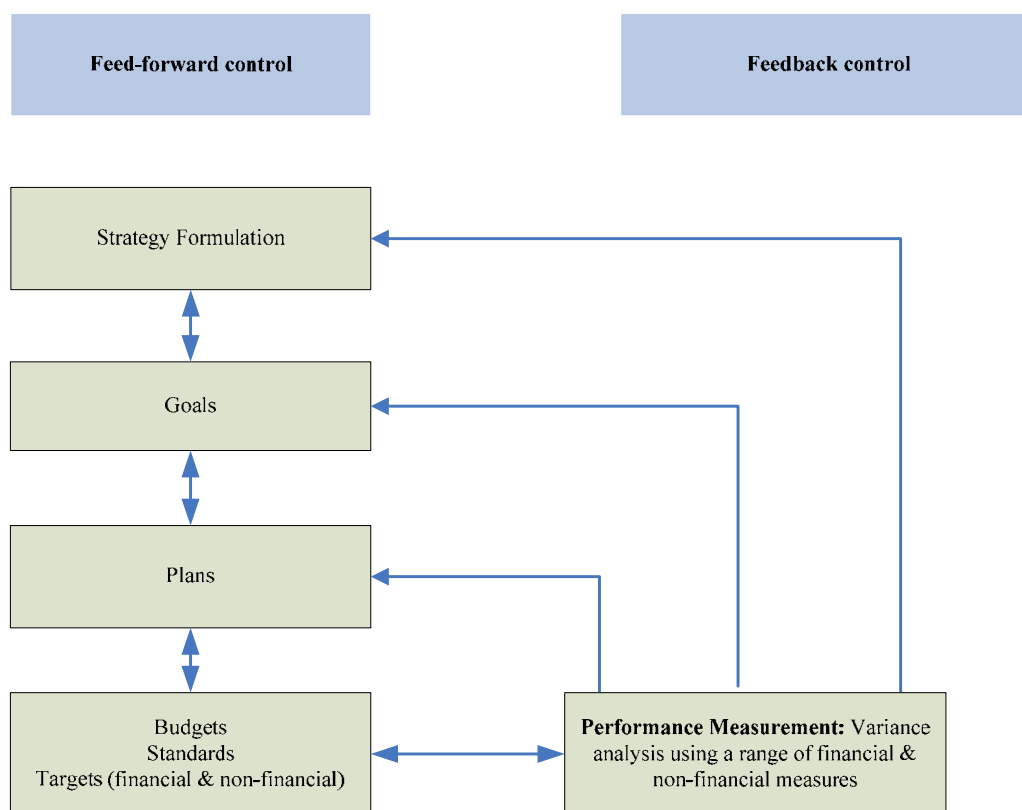 Feed-forward control
Feedback control
Strategy Formulation
Goals
Plans
Budgets
Standards
Targets (financial & non-financial)
Performance Measurement: Variance
analysis using a range of financial &
non-financial measures